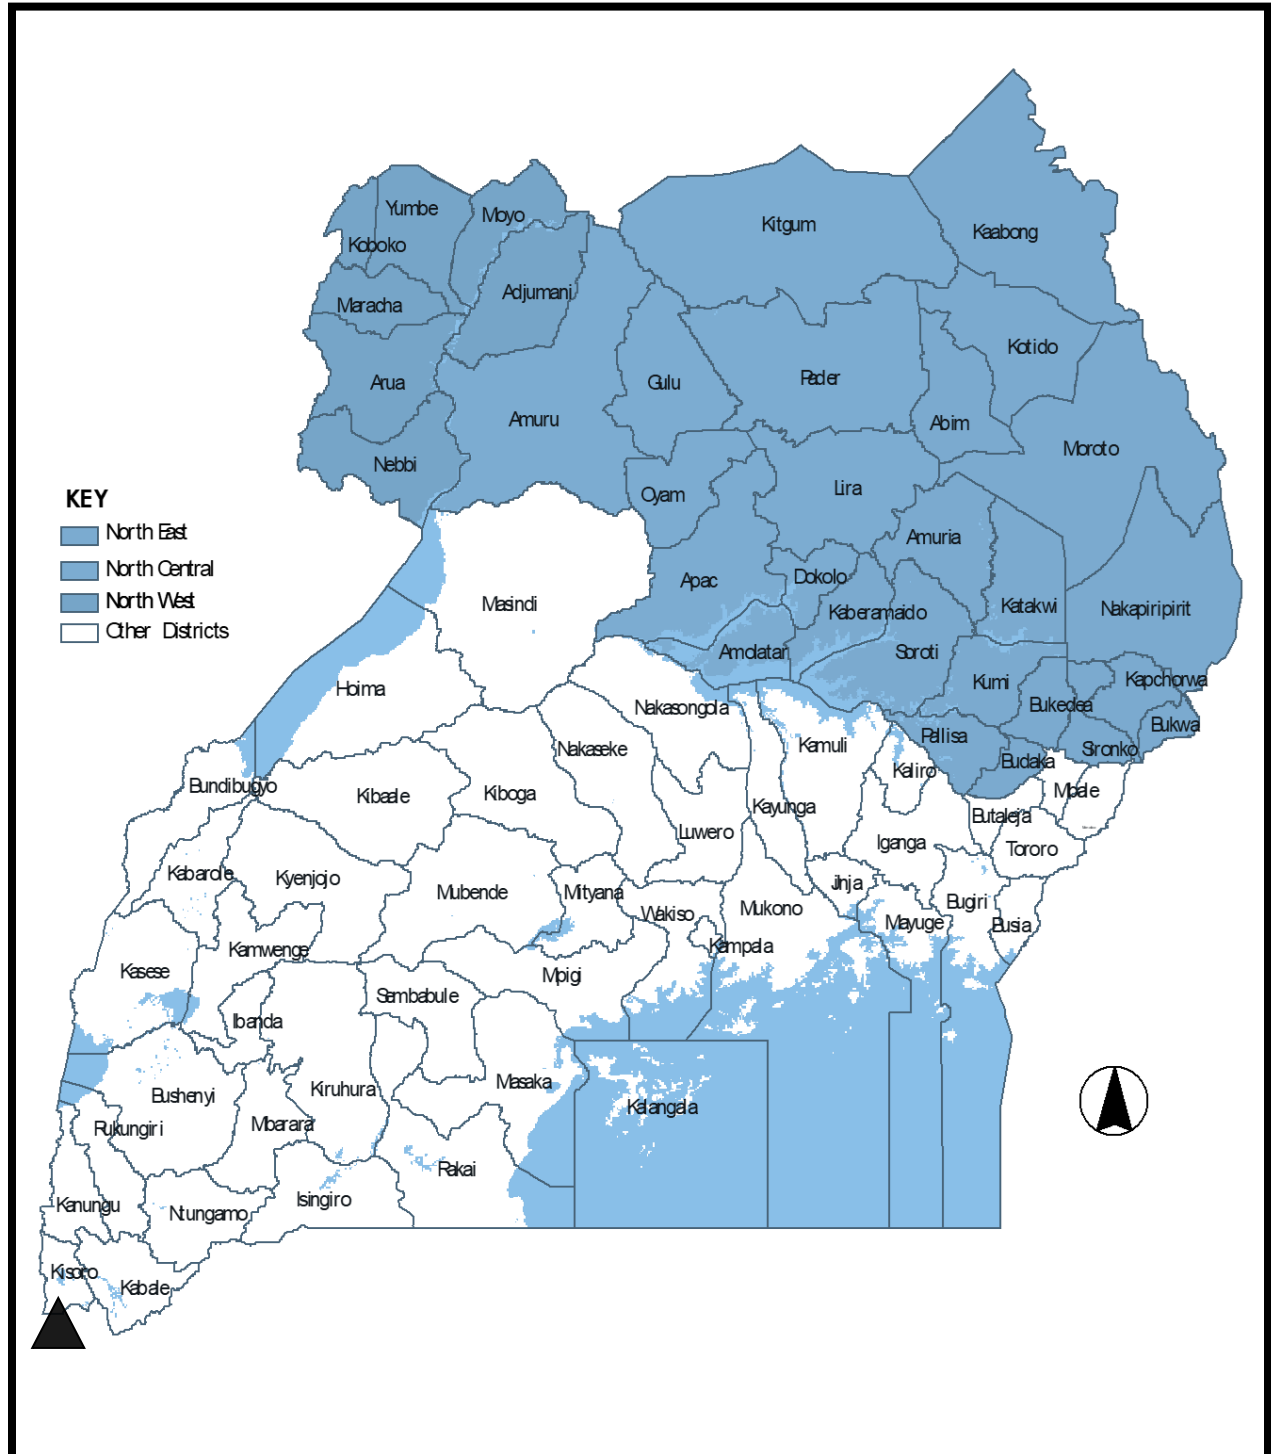 Yumbe
Moyo
Kitgum
Kaabong
Koboko
Adjumani
Maracha
Kotido
Arua
Gulu
Pader
Amuru
Abim
Moroto
Nebbi
Oyam
Lira
KEY
North East
North Central
North West
Other Districts
Amuria
Apac
Dokolo
Masindi
Kaberamaido
Katakwi
Nakapiripirit
Amolatar
Soroti
Kumi
Kapchorwa
Hoima
Nakasongola
Bukedea
Bukwa
Pallisa
Kamuli
Nakaseke
Sironko
Budaka
Kaliro
Bundibugyo
Kibaale
Kiboga
Mbale
Kayunga
Butaleja
Luwero
Iganga
Tororo
Kabarole
Kyenjojo
Mubende
Mityana
Jinja
Bugiri
Mukono
Wakiso
Mayuge
Busia
Kamwenge
Kampala
Kasese
Mpigi
Sembabule
Ibanda
Masaka
Kiruhura
Bushenyi
Kalangala
Rukungiri
Mbarara
Rakai
Isingiro
Kanungu
Ntungamo
Kisoro
Kabale